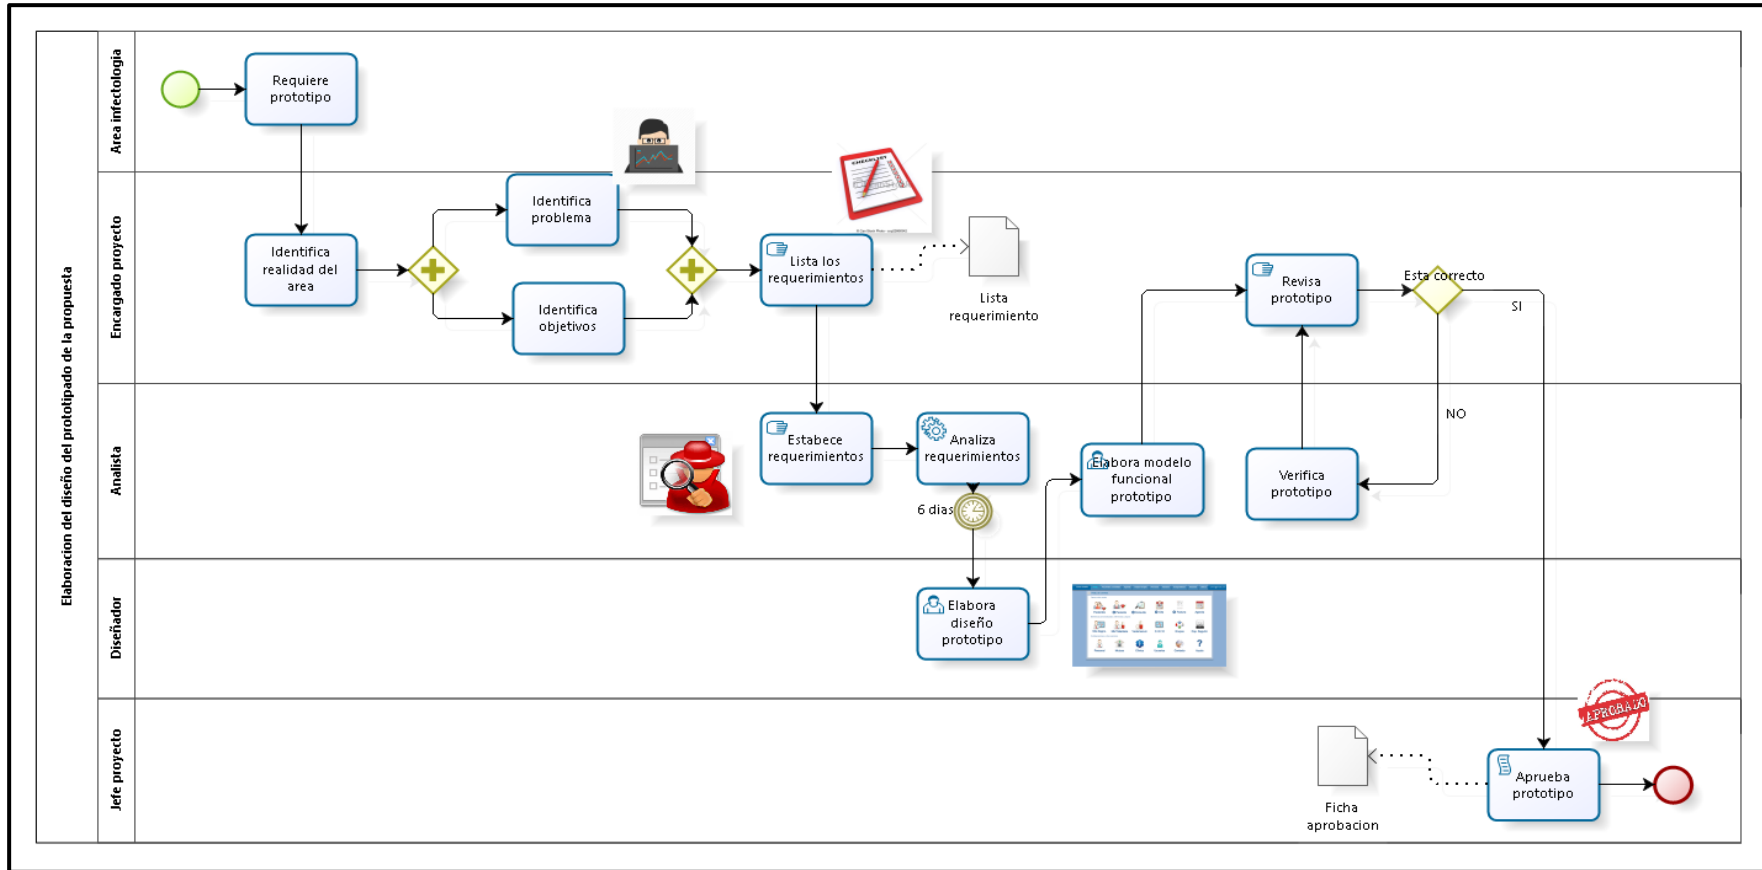 Elaboracion del diseño del prototipado de la propuesta
Area infectologia
Requiere
prototipo
Encargado proyecto
Identifica
realidad del
area
Identifica
problema
Identifica
objetivos
CHECKLIST
Lista los
requerimientos
Lista
requerimiento
Revisa
prototipo
Esta correcto
SI
NO
Analista
Estabece
requerimientos
Analiza
requerimientos
6 dias
Elabora modelo
funcional
prototipo
Verifica
prototipo
Diseñador
Elabora
diseño
prototipo
Jefe proyecto
Ficha
aprobacion
APROBADO
Aprueba
prototipo